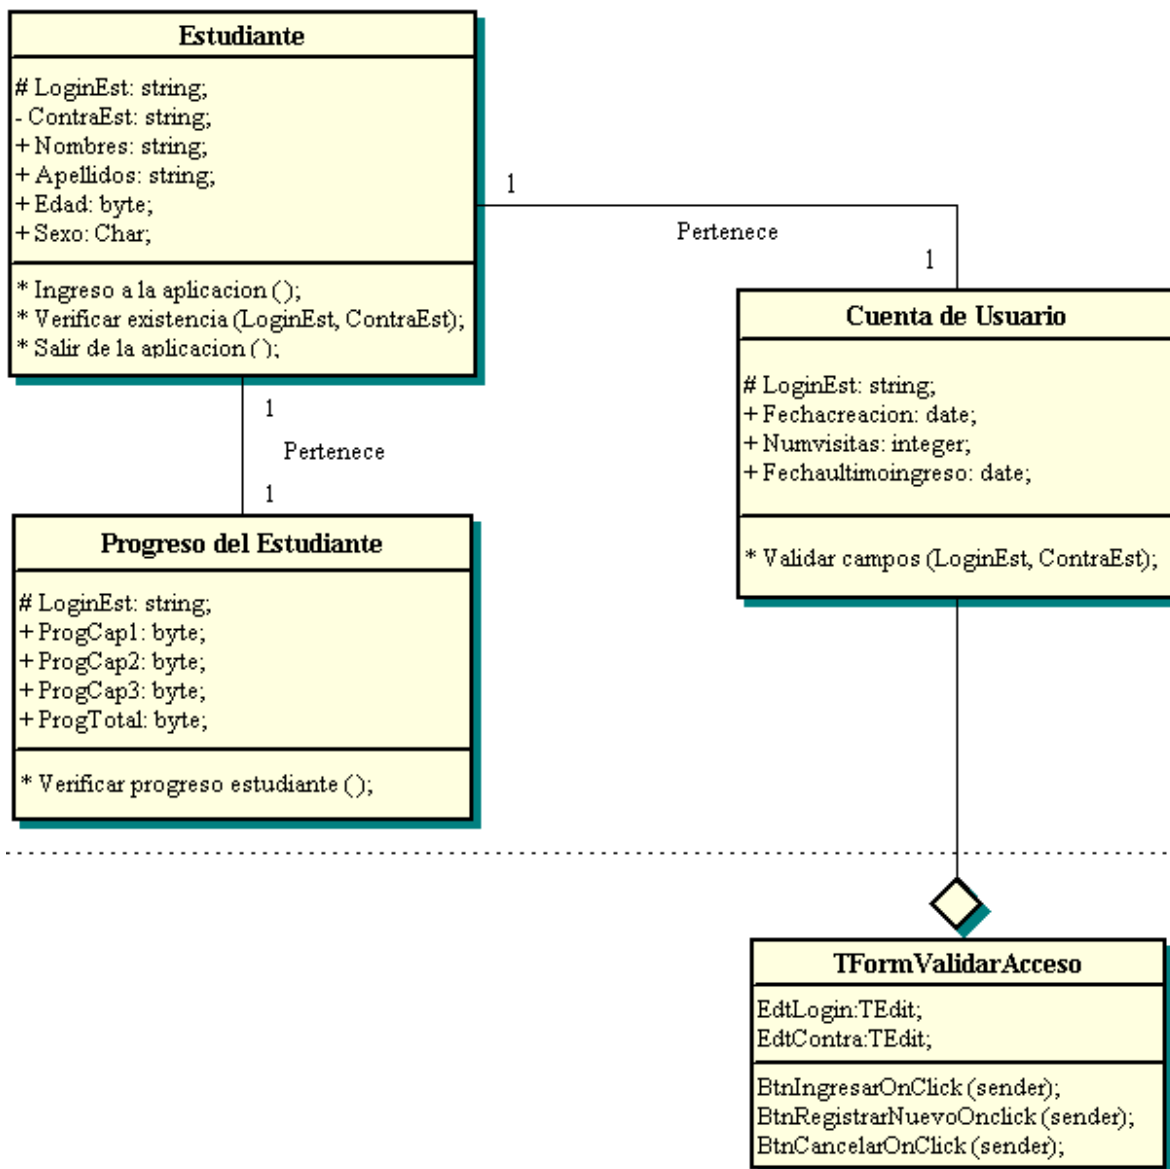 Estudiante
# LoginEst: string;
- ContraEst: string;
+ Nombres: string;
+ Apellidos: string;
+ Edad: byte;
+ Sexo: Char;
* Ingreso a la aplicacion ();
* Verificar existencia (LoginEst, ContraEst);
* Salir de la aplicacion ();
1
Pertenece
1
Cuenta de Usuario
# LoginEst: string;
+ Fechacreacion: date;
+ Numvisitas: integer;
+ Fechaultimoingreso: date;
* Validar campos (LoginEst, ContraEst);
1
Pertenece
1
Progreso del Estudiante
# LoginEst: string;
+ ProgCap1: byte;
+ ProgCap2: byte;
+ ProgCap3: byte;
+ ProgTotal: byte;
* Verificar progreso estudiante ();
TFormValidarAcceso
EdtLogin:TEdit;
EdtContra:TEdit;
BtnIngresarOnClick (sender);
BtnRegistrarNuevoOnclick (sender);
BtnCancelarOnClick (sender);